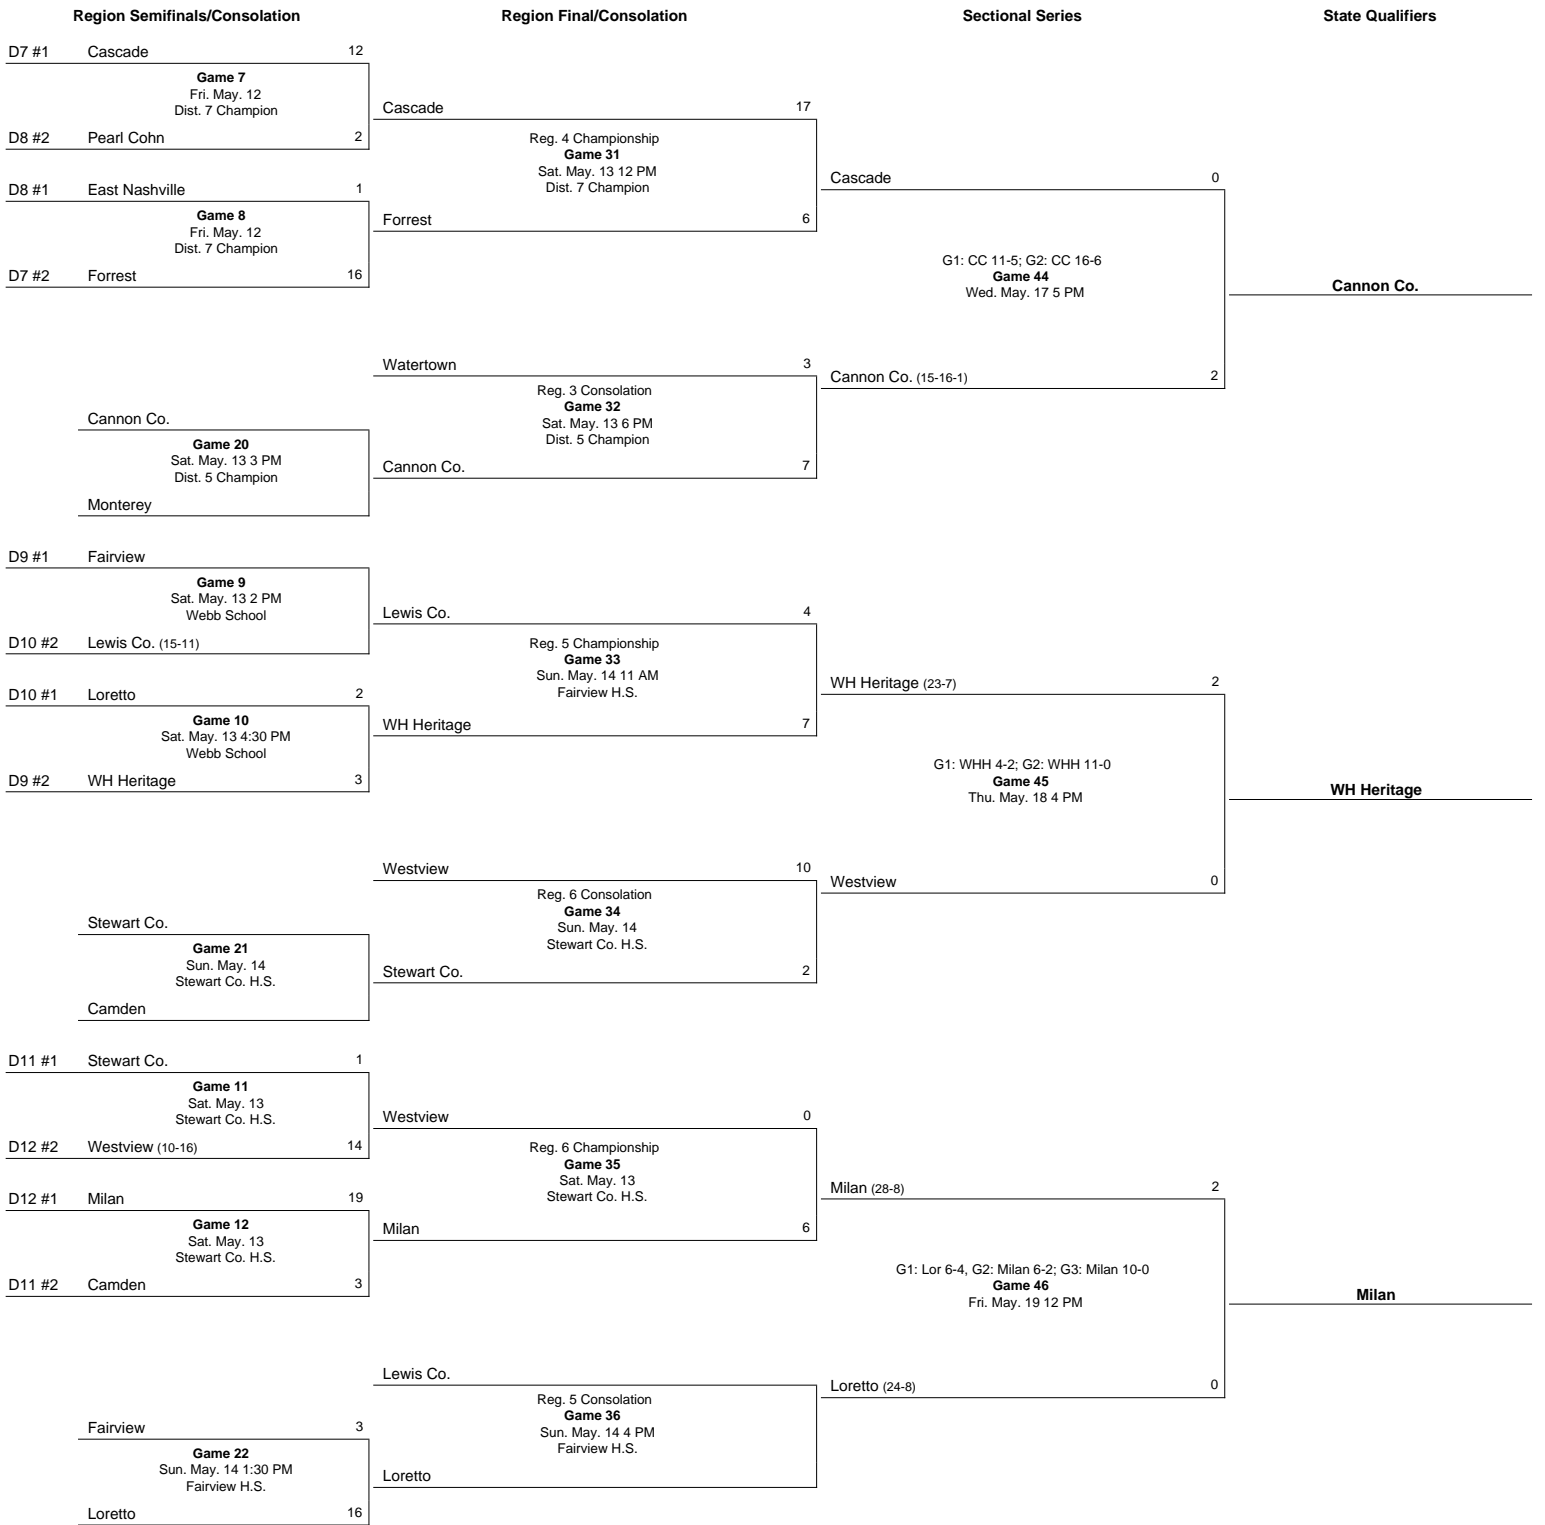 Region Semifinals/Consolation
Region Final/Consolation
Sectional Series
State Qualifiers
D7 #1 Cascade 12
Game 7
Fri. May. 12
Dist. 7 Champion
D8 #2 Pearl Cohn 2
D8 #1 East Nashville 1
Game 8
Fri. May. 12
Dist. 7 Champion
D7 #2 Forrest 16
Cannon Co.
Game 20
Sat. May. 13 3 PM
Dist. 5 Champion
Monterey
D9 #1 Fairview
Game 9
Sat. May. 13 2 PM
Webb School
D10 #2 Lewis Co. (15-11)
D10 #1 Loretto 2
Game 10
Sat. May. 13 4:30 PM
Webb School
D9 #2 WH Heritage 3
Stewart Co.
Game 21
Sun. May. 14
Stewart Co. H.S.
Camden
D11 #1 Stewart Co. 1
Game 11
Sat. May. 13
Stewart Co. H.S.
D12 #2 Westview (10-16) 14
D12 #1 Milan 19
Game 12
Sat. May. 13
Stewart Co. H.S.
D11 #2 Camden 3
Fairview 3
Game 22
Sun. May. 14 1:30 PM
Fairview H.S.
Loretto 16
Cascade 17
Reg. 4 Championship
Game 31
Sat. May. 13 12 PM
Dist. 7 Champion
Forrest 6
Watertown 3
Reg. 3 Consolation
Game 32
Sat. May. 13 6 PM
Dist. 5 Champion
Cannon Co. 7
Lewis Co. 4
Reg. 5 Championship
Game 33
Sun. May. 14 11 AM
Fairview H.S.
WH Heritage 7
Westview 10
Reg. 6 Consolation
Game 34
Sun. May. 14
Stewart Co. H.S.
Stewart Co. 2
Westview 0
Reg. 6 Championship
Game 35
Sat. May. 13
Stewart Co. H.S.
Milan 6
Lewis Co.
Reg. 5 Consolation
Game 36
Sun. May. 14 4 PM
Fairview H.S.
Loretto
Cascade 0
G1: CC 11-5; G2: CC 16-6
Game 44
Wed. May. 17 5 PM
Cannon Co. (15-16-1) 2
WH Heritage (23-7) 2
G1: WHH 4-2; G2: WHH 11-0
Game 45
Thu. May. 18 4 PM
Westview 0
Milan (28-8) 2
G1: Lor 6-4, G2: Milan 6-2; G3: Milan 10-0
Game 46
Fri. May. 19 12 PM
Loretto (24-8) 0
Cannon Co.
WH Heritage
Milan